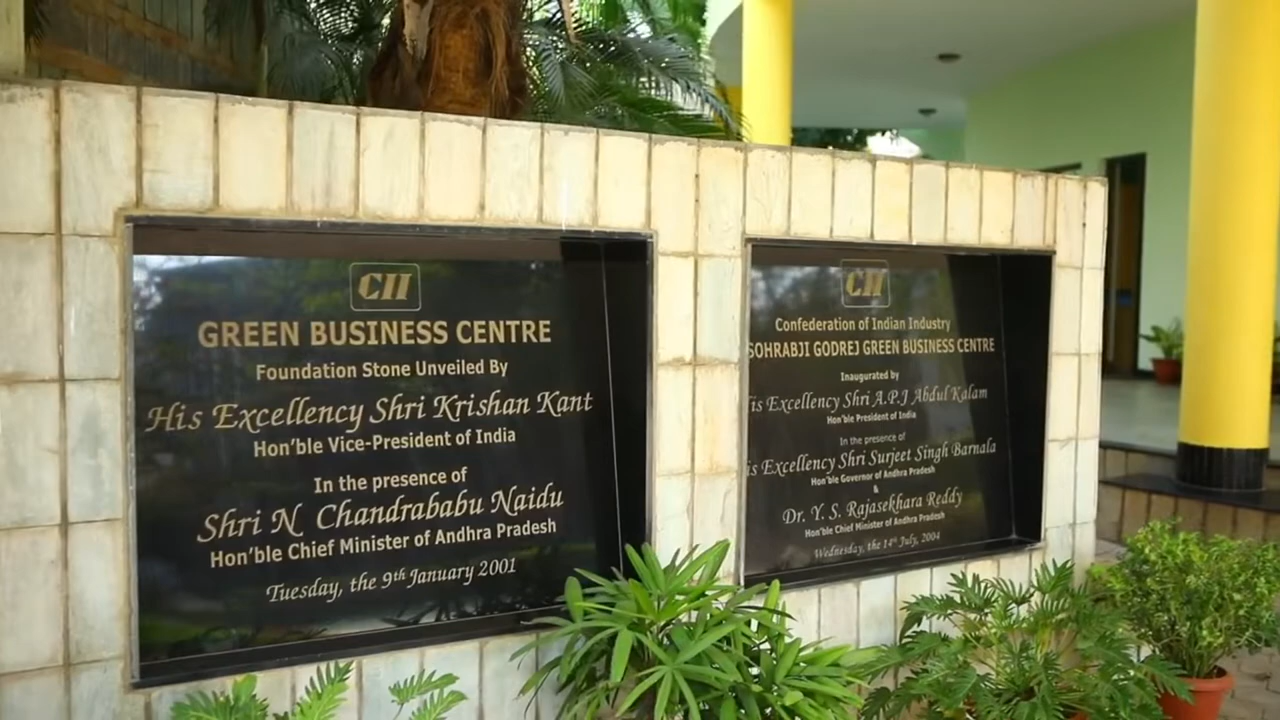 CII
GREEN BUSINESS CENTRE
Foundation Stone Unveiled By
His Excellency Shri Krishan Kant
Hon'ble Vice-President of India
In the presence of
Shri N Chandrababu Naidu
Hon'ble Chief Minister of Andhra Pradesh
Tuesday, the 9th January 2001
CII
Confederation of Indian Industry
SOHRABJI GODREJ GREEN BUSINESS CENTRE
Inaugurated by
is Excellency Shri A.P.J Abdul Kalam
Hon'ble President of India
In the presence of
is Excellency Shri Surjeet Singh Barnala
Hon'ble Governor of Andhra Pradesh
&
Dr. Y. S. Rajasekhara Reddy
Hon'ble Chief Minister of Andhra Pradesh
Wednesday, the 14th July, 2004